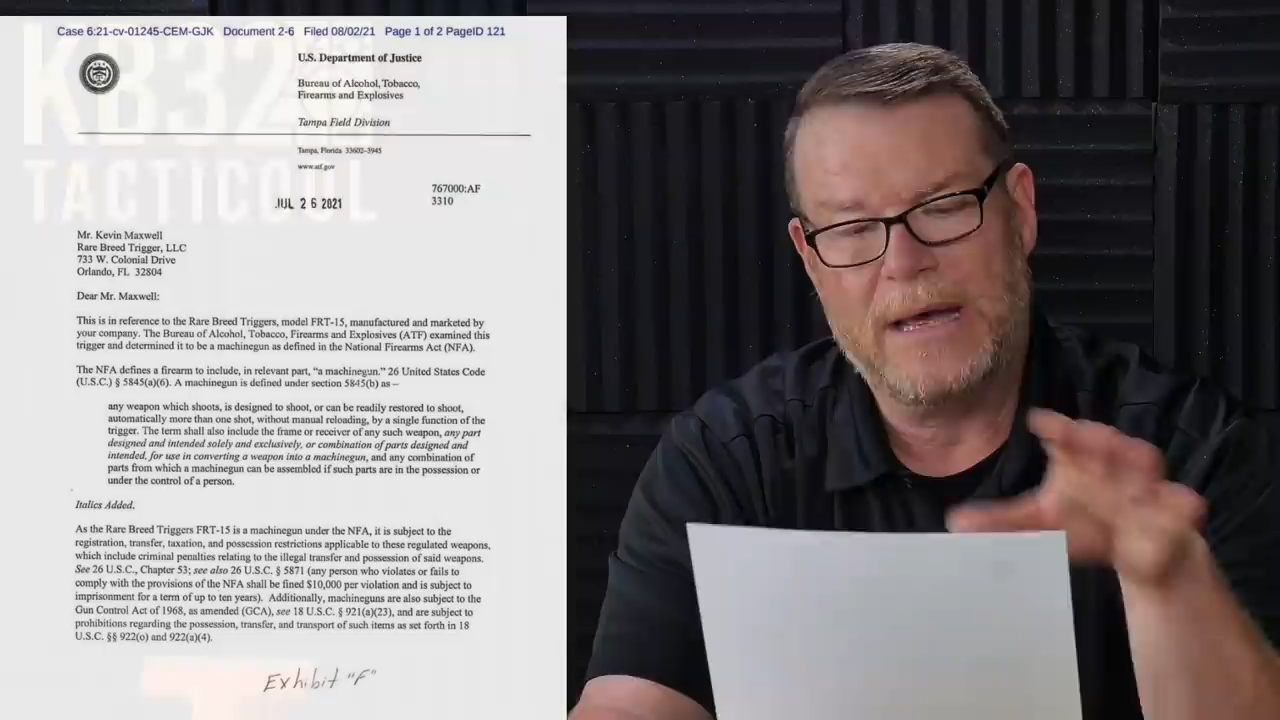 Case 6:21-cv-01245-CEM-GJK Document 2-6 Filed 08/02/21 Page 1 of 2 PageID 121
U.S. Department of Justice
Bureau of Alcohol, Tobacco,
Firearms and Explosives
Tampa Field Division
Tampa, Florida 33602-3945
www.atf.gov
767000:AF
3310
JUL 26 2021
Mr. Kevin Maxwell
Rare Breed Trigger, LLC
733 W. Colonial Drive
Orlando, FL 32804
Dear Mr. Maxwell:
This is in reference to the Rare Breed Triggers, model FRT-15, manufactured and marketed by
your company. The Bureau of Alcohol, Tobacco, Firearms and Explosives (ATF) examined this
trigger and determined it to be a machinegun as defined in the National Firearms Act (NFA).
The NFA defines a firearm to include, in relevant part, “a machinegun.” 26 United States Code
(U.S.C.) § 5845(a)(6). A machinegun is defined under section 5845(b) as –
any weapon which shoots, is designed to shoot, or can be readily restored to shoot,
automatically more than one shot, without manual reloading, by a single function of the
trigger. The term shall also include the frame or receiver of any such weapon, any part
designed and intended solely and exclusively, or combination of parts designed and
intended, for use in converting a weapon into a machinegun, and any combination of
parts from which a machinegun can be assembled if such parts are in the possession or
under the control of a person.
Italics Added.
As the Rare Breed Triggers FRT-15 is a machinegun under the NFA, it is subject to the
registration, transfer, taxation, and possession restrictions applicable to these regulated weapons,
which include criminal penalties relating to the illegal transfer and possession of said weapons.
See 26 U.S.C., Chapter 53; see also 26 U.S.C. § 5871 (any person who violates or fails to
comply with the provisions of the NFA shall be fined $10,000 per violation and is subject to
imprisonment for a term of up to ten years). Additionally, machineguns are also subject to the
Gun Control Act of 1968, as amended (GCA), see 18 U.S.C. § 921(a)(23), and are subject to
prohibitions regarding the possession, transfer, and transport of such items as set forth in 18
U.S.C. §§ 922(o) and 922(a)(4).
Exhibit "F"
KB32
TACTICOUL